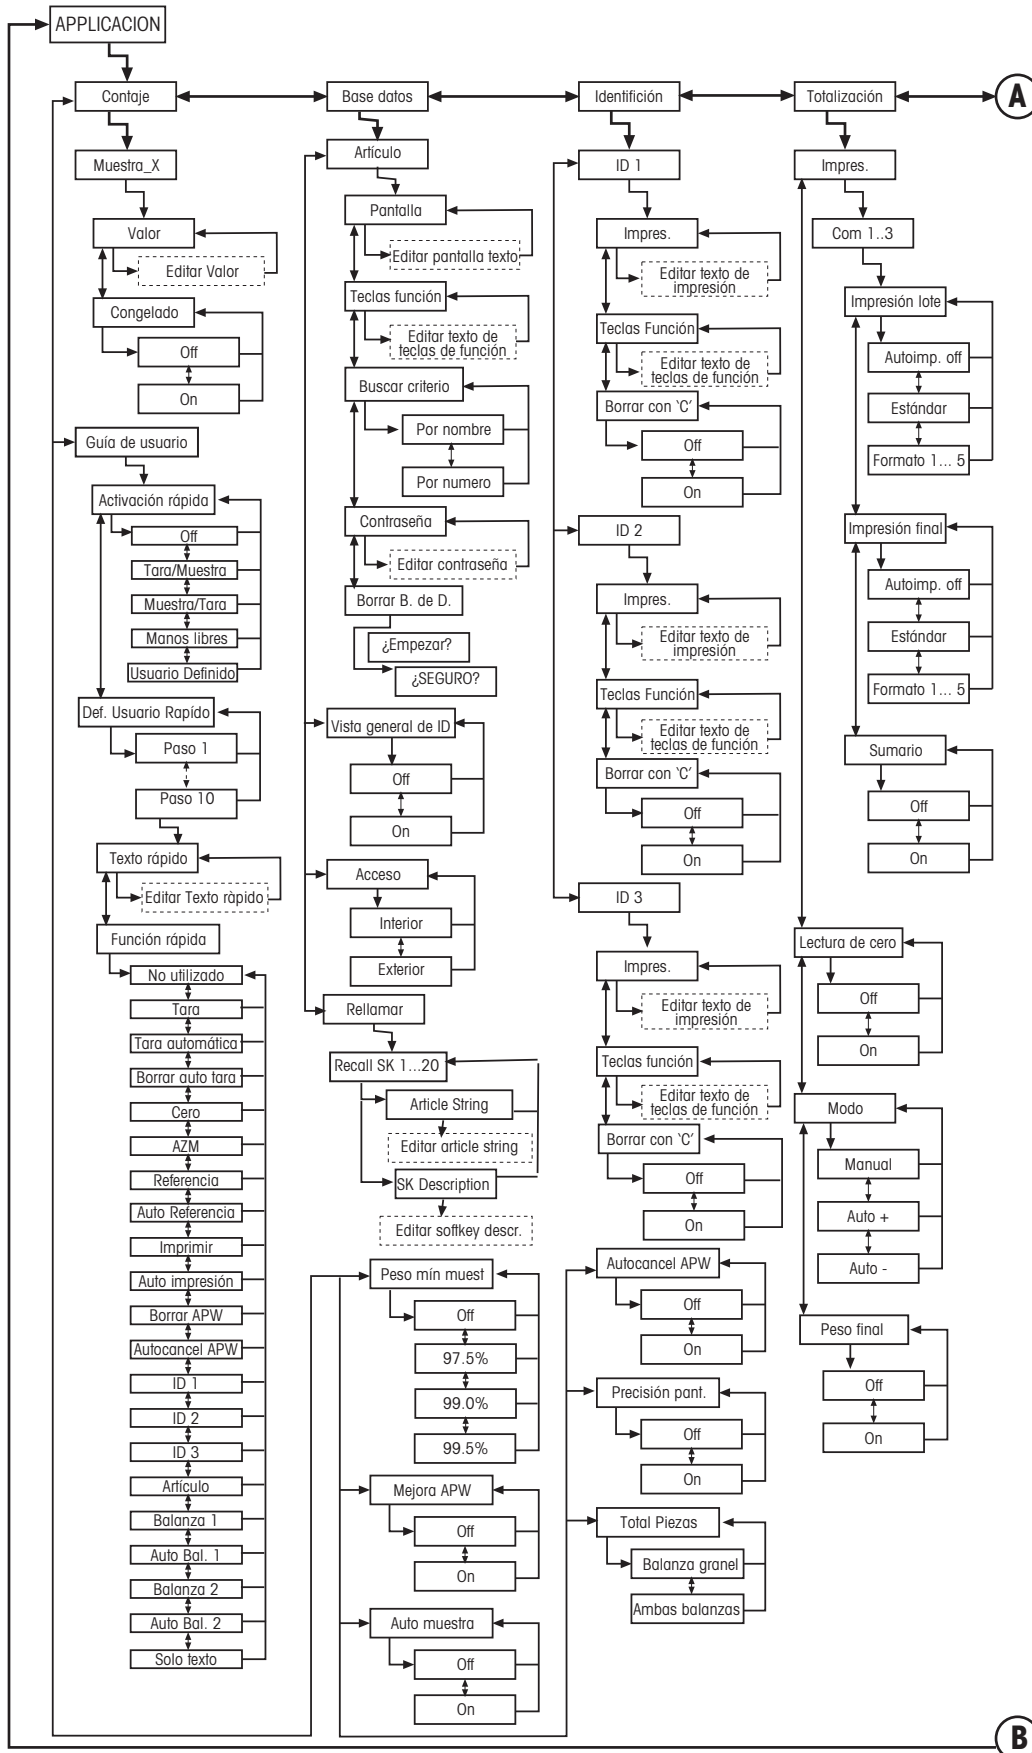 APPLICACION
Contaje
Base datos
Identifición
Totalización
A
Muestra_X
Valor
Editar Valor
Congelado
Off
On
Guía de usuario
Activación rápida
Off
Tara/Muestra
Muestra/Tara
Manos libres
Usuario Definido
Def. Usuario Rapído
Paso 1
Paso 10
Texto rápido
Editar Texto ràpido
Función rápida
No utilizado
Tara
Tara automática
Borrar auto tara
Cero
AZM
Referencia
Auto Referencia
Imprimir
Auto impresión
Borrar APW
Autocancel APW
ID 1
ID 2
ID 3
Artículo
Balanza 1
Auto Bal. 1
Balanza 2
Auto Bal. 2
Solo texto
Artículo
Pantalla
Editar pantalla texto
Teclas función
Editar texto de
teclas de función
Buscar criterio
Por nombre
Por numero
Contraseña
Editar contraseña
Borrar B. de D.
¿Empezar?
¿SEGURO?
Vista general de ID
Off
On
Acceso
Interior
Exterior
Rellamar
Recall SK 1...20
Article String
Editar article string
SK Description
Editar softkey descr.
Peso mín muest
Off
97.5%
99.0%
99.5%
Mejora APW
Off
On
Auto muestra
Off
On
ID 1
Impres.
Editar texto de
impresión
Teclas Función
Editar texto de
teclas de función
Borrar con ‘C’
Off
On
ID 2
Impres.
Editar texto de
impresión
Teclas Función
Editar texto de
teclas de función
Borrar con ‘C’
Off
On
ID 3
Impres.
Editar texto de
impresión
Teclas función
Editar texto de
teclas de función
Borrar con ‘C’
Off
On
Autocancel APW
Off
On
Precisión pant.
Off
On
Total Piezas
Balanza granel
Ambas balanzas
Impres.
Com 1..3
Impresión lote
Autoimp. off
Estándar
Formato 1... 5
Impresión final
Autoimp. off
Estándar
Formato 1... 5
Sumario
Off
On
Lectura de cero
Off
On
Modo
Manual
Auto +
Auto -
Peso final
Off
On
B